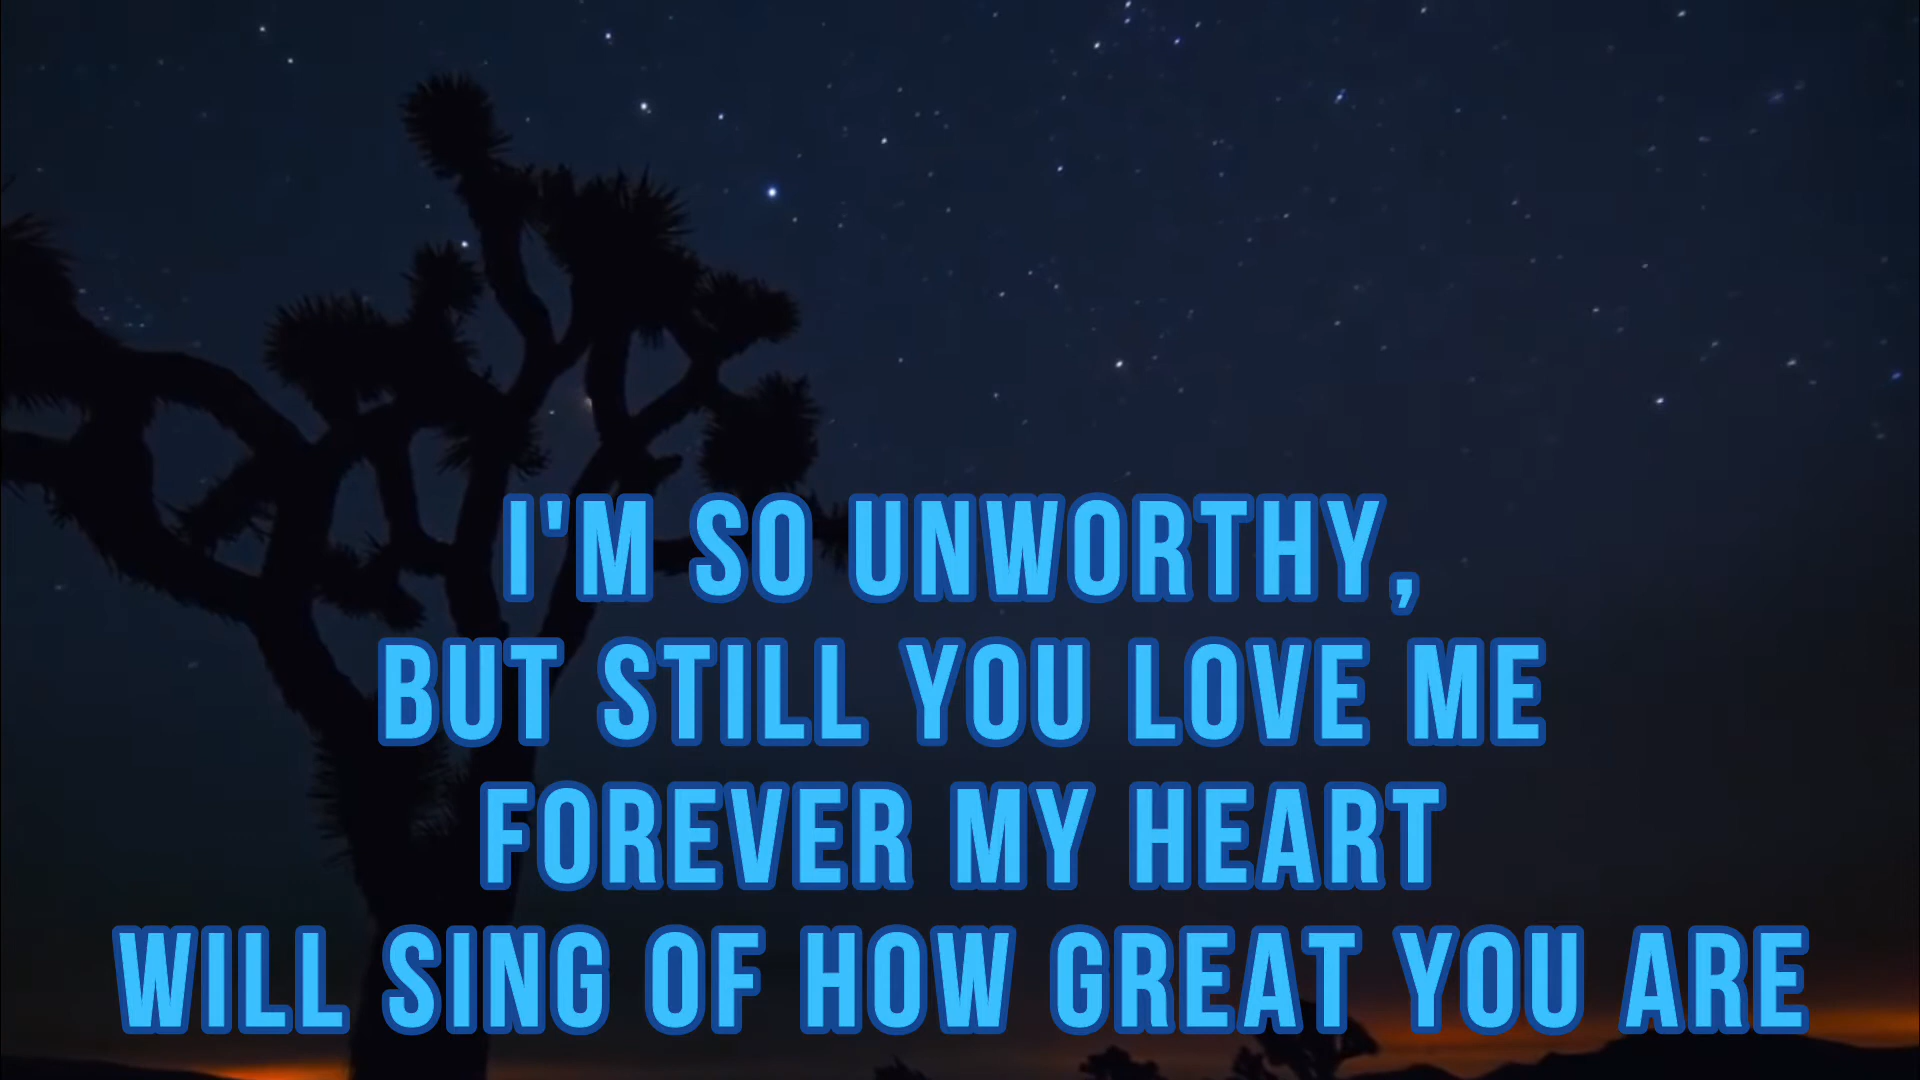 I'M SO UNWORTHY,
BUT STILL YOU LOVE ME
FOREVER MY HEART
WILL SING OF HOW GREAT YOU ARE